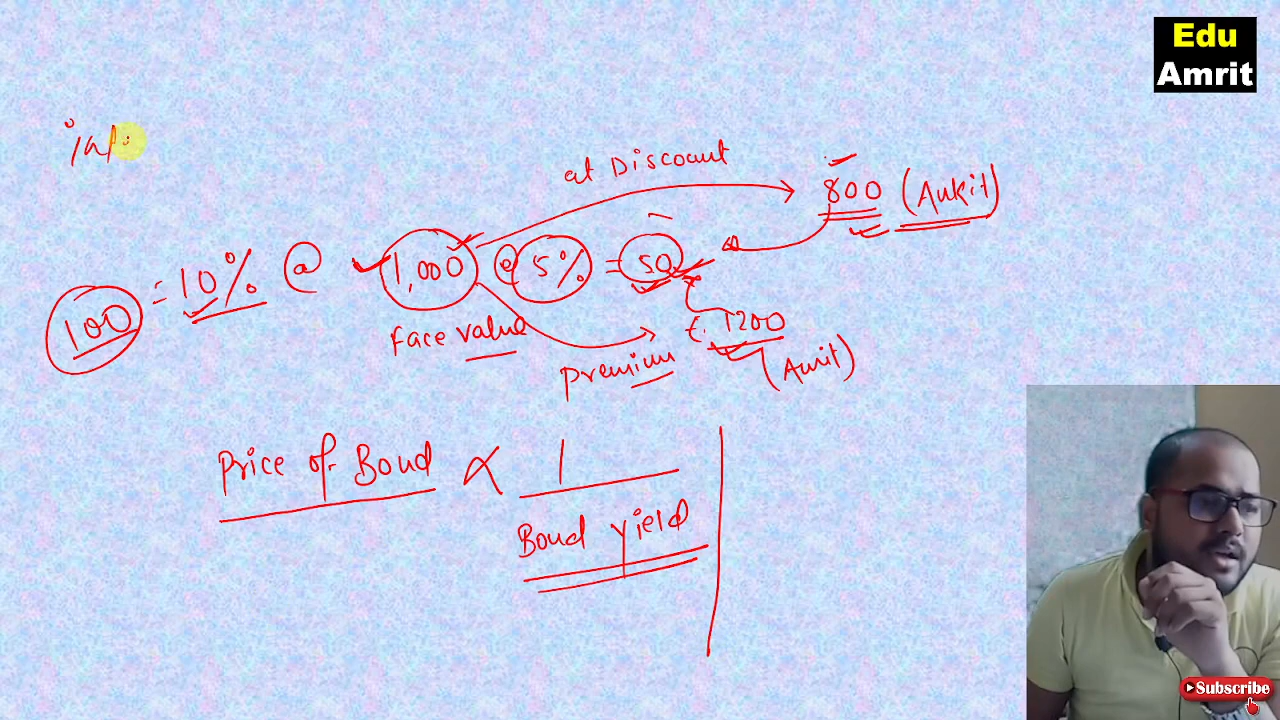 Edu
Amrit
at Discount
800 (Ankit)
100 = 10% @ 1,000 @ 5% = 50
Face value
1200
Premium
(Amit)
Price of Bond ∝ 1
Bond yield
Subscribe